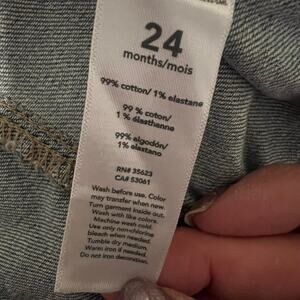 24
months/mois
99% cotton/ 1% elastane
99 % coton/
1 % élasthanne
99% algodón/
1% elastano
RN# 35623
CA# 53061
Wash before use. Color
may transfer when new.
Turn garment inside out.
Wash with like colors.
Machine wash cold.
Use only non-chlorine
bleach when needed.
Tumble dry medium.
Warm iron if needed.
Do not iron decoration.